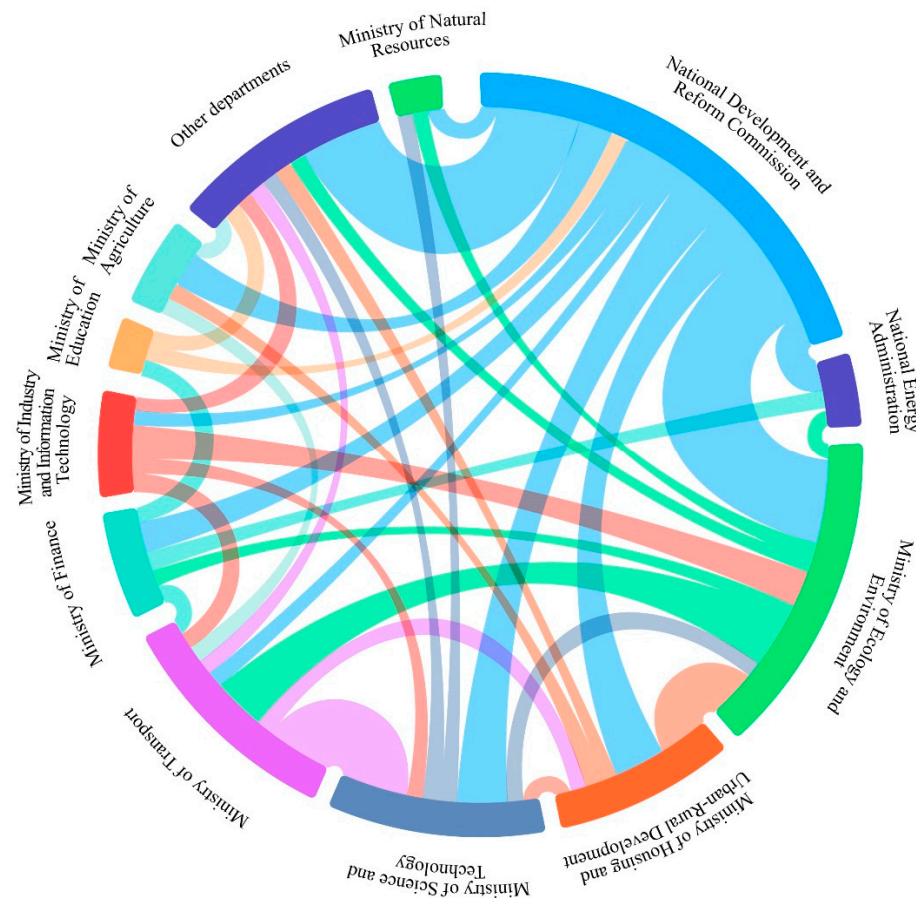 Ministry of Natural
Resources
National Development and
Reform Commission
National Energy
Administration
Ministry of Ecology and
Environment
Ministry of Housing and
Urban-Rural Development
Ministry of Science and
Technology
Ministry of Transport
Ministry of Finance
Ministry of Industry
and Information
Technology
Ministry of
Education
Ministry of
Agriculture
Other departments